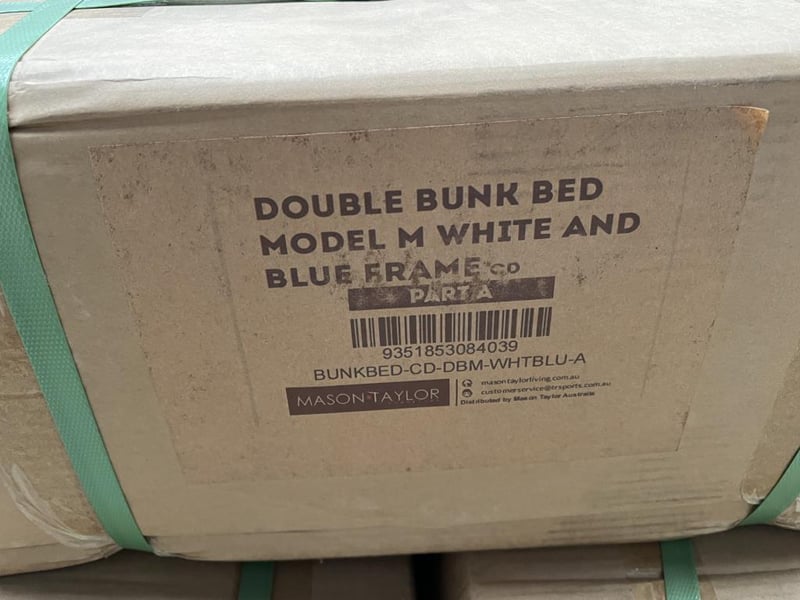 DOUBLE BUNK BED
MODEL M WHITE AND
BLUE FRAME CD
PART A
9351853084039
BUNKBED-CD-DBM-WHTBLU-A
MASON TAYLOR
masontaylorliving.com.au
customerservice@trsports.com.au
Distributed by Mason Taylor Australia